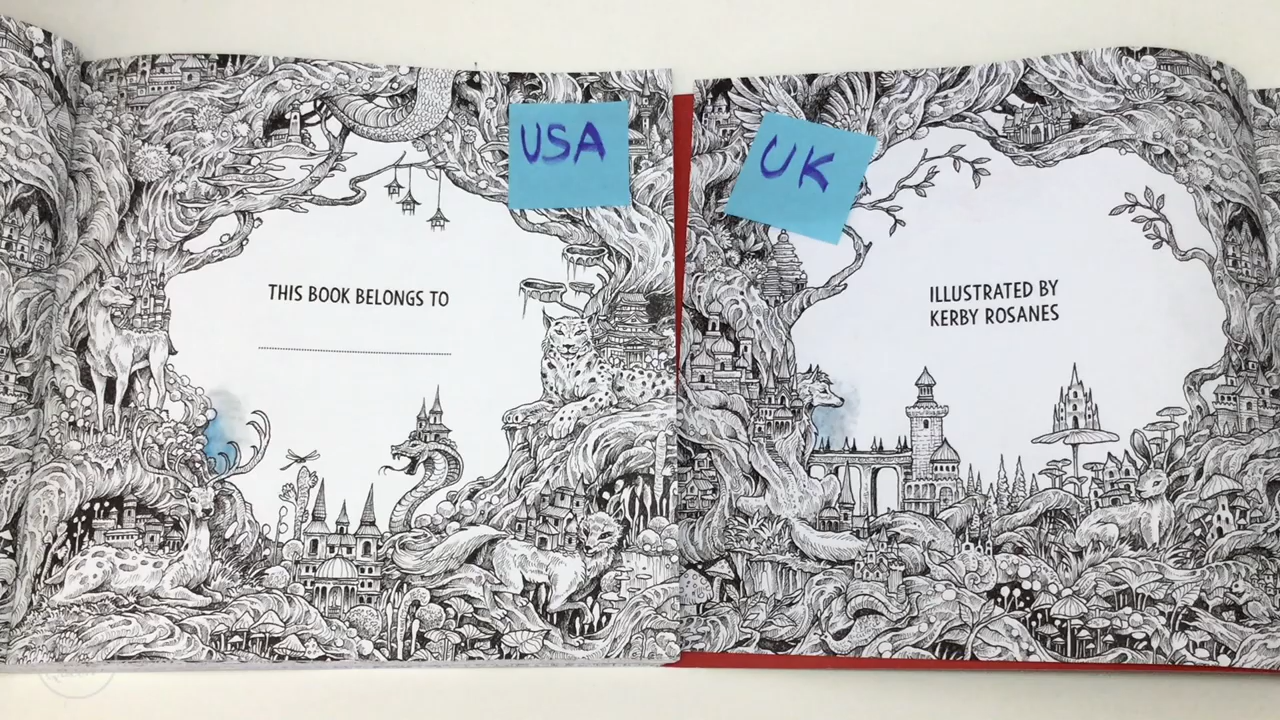 USA
THIS BOOK BELONGS TO
UK
ILLUSTRATED BY
KERBY ROSANES